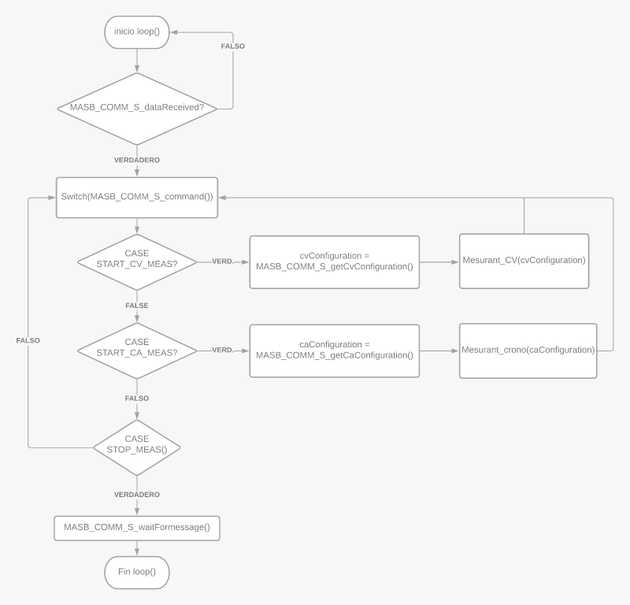 inicio.loop()
FALSO
MASB_COMM_S_dataReceived?
VERDADERO
Switch(MASB_COMM_S_command())
CASE
START_CV_MEAS?
VERD.
cvConfiguration =
MASB_COMM_S_getCvConfiguration()
Mesurant_CV(cvConfiguration)
FALSE
CASE
START_CA_MEAS?
VERD.
caConfiguration =
MASB_COMM_S_getCaConfiguration()
Mesurant_crono(caConfiguration)
FALSO
FALSO
CASE
STOP_MEAS()
VERDADERO
MASB_COMM_S_waitFormessage()
Fin loop()